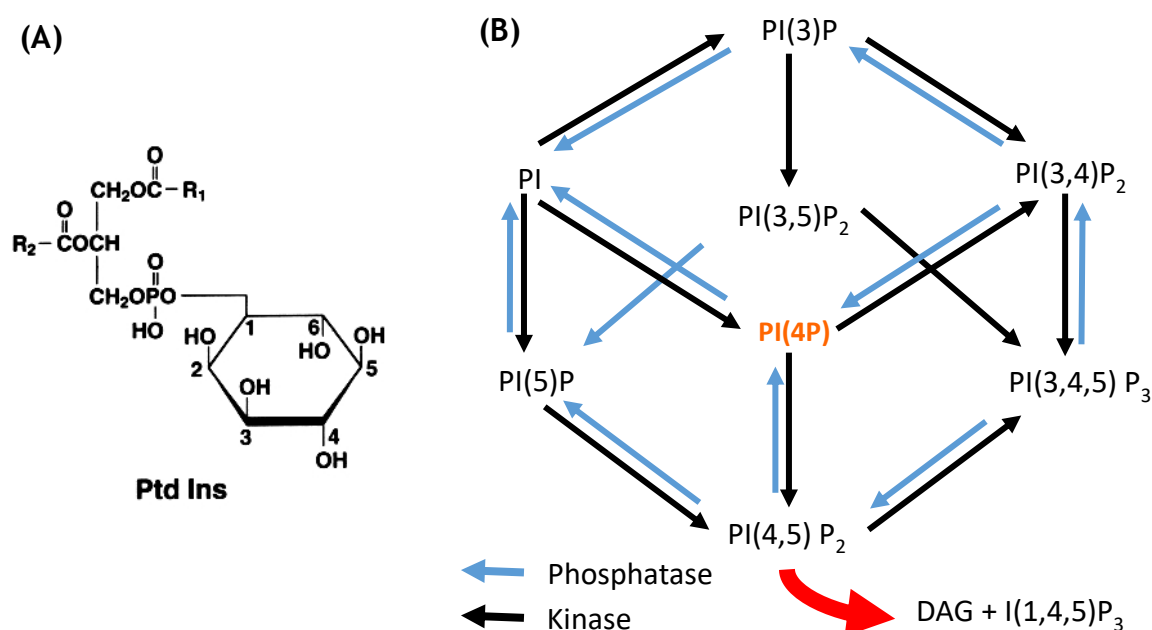 (A)
O
CH₂OC–R₁
O
R₂–COCH
O
CH₂OPO
HO
1
6
HO
HO
OH
2
OH
5
3
4
OH
OH
Ptd Ins
(B)
PI(3)P
PI
PI(3,4)P₂
PI(3,5)P₂
PI(4P)
PI(5)P
PI(3,4,5) P₃
PI(4,5) P₂
Phosphatase
Kinase
DAG + I(1,4,5)P₃